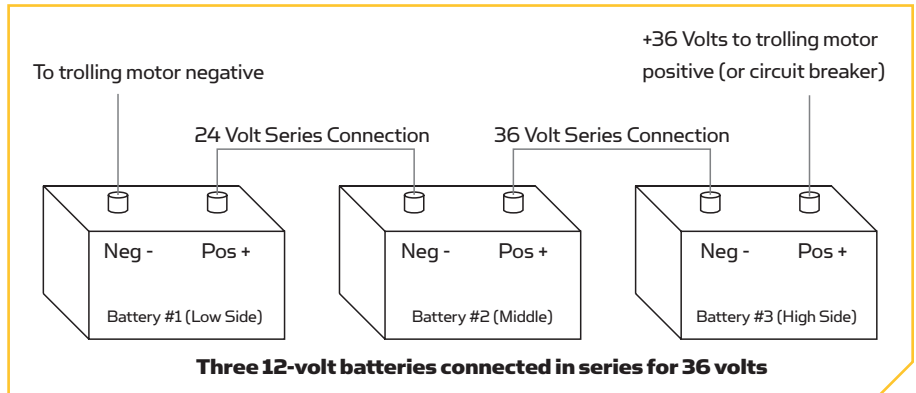 +36 Volts to trolling motor
positive (or circuit breaker)
To trolling motor negative
24 Volt Series Connection
36 Volt Series Connection
Neg -
Pos +
Neg -
Pos +
Neg -
Pos +
Battery #1 (Low Side)
Battery #2 (Middle)
Battery #3 (High Side)
Three 12-volt batteries connected in series for 36 volts